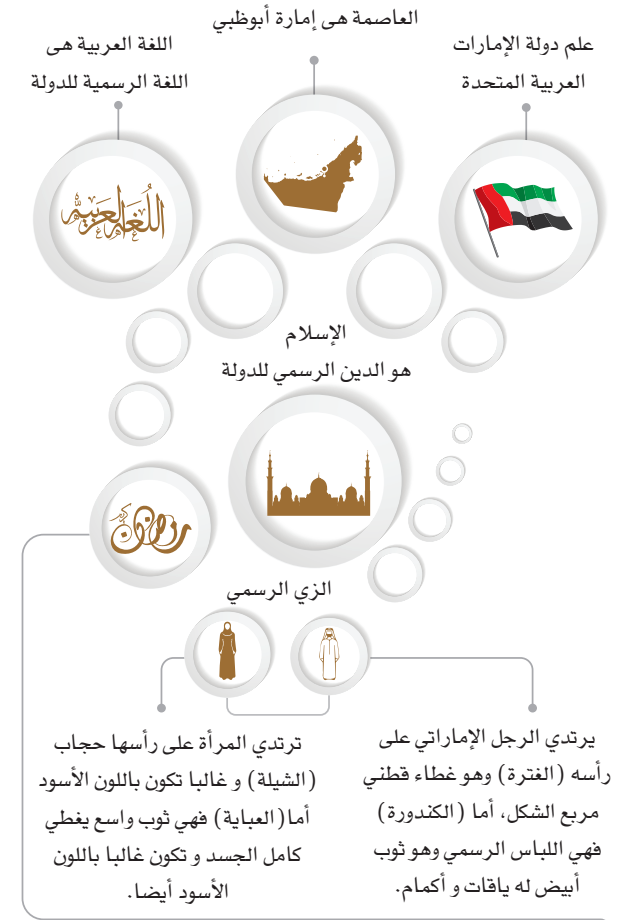 العاصمة هى إمارة أبوظبي
علم دولة الإمارات
العربية المتحدة
اللغة العربية هى
اللغة الرسمية للدولة
اللغة العربية
الإسلام
هو الدين الرسمي للدولة
رمضان كريم
الزي الرسمي
يرتدي الرجل الإماراتي على
رأسه (الغترة) وهو غطاء قطني
مربع الشكل، أما (الكندورة)
فهي اللباس الرسمي وهو ثوب
أبيض له ياقات و أكمام.
ترتدي المرأة على رأسها حجاب
(الشيلة) و غالبا تكون باللون الأسود
أما (العباية) فهي ثوب واسع يغطي
كامل الجسد و تكون غالبا باللون
الأسود أيضا.